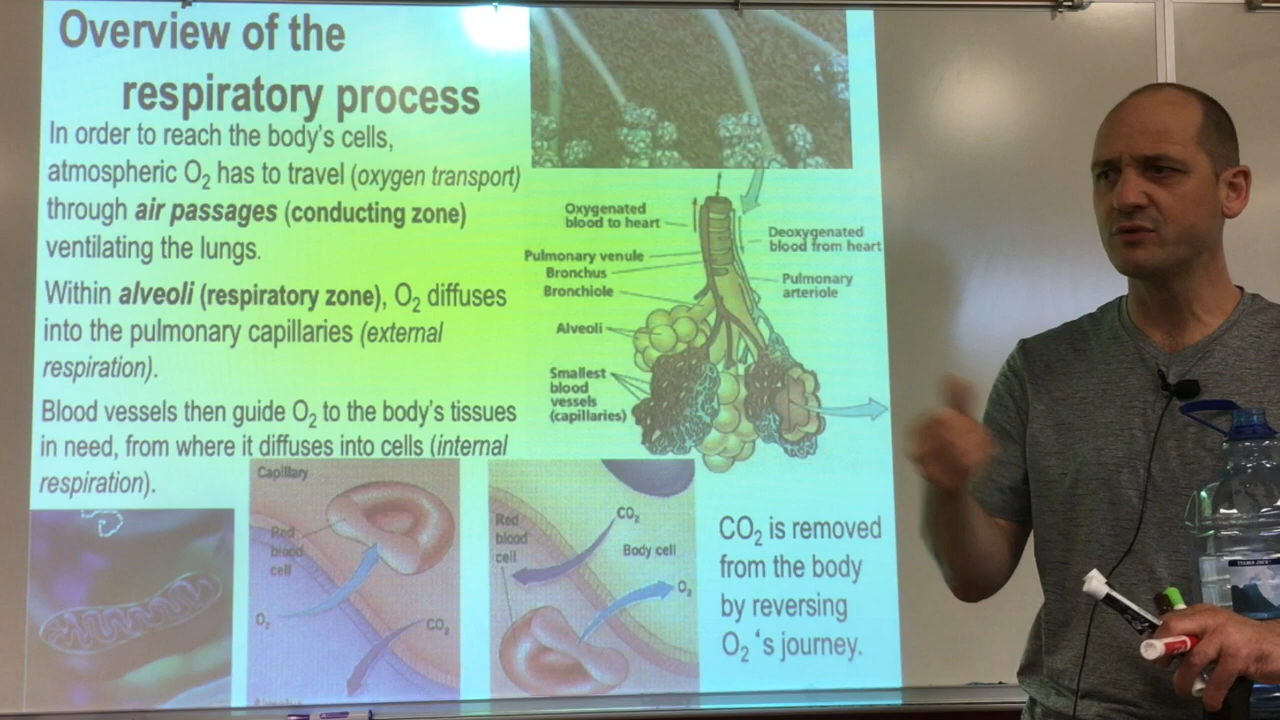 Overview of the
respiratory process
In order to reach the body's cells,
atmospheric O₂ has to travel (oxygen transport)
through air passages (conducting zone)
ventilating the lungs.
Within alveoli (respiratory zone), O₂ diffuses
into the pulmonary capillaries (external
respiration).
Blood vessels then guide O₂ to the body's tissues
in need, from where it diffuses into cells (internal
respiration).
Oxygenated
blood to heart
Pulmonary venule
Bronchus
Bronchiole
Alveoli
Smallest
blood
vessels
(capillaries)
Deoxygenated
blood from heart
Pulmonary
arteriole
Capillary
Red
blood
cell
O₂
CO₂
Red
blood
cell
CO₂
Body cell
O₂
CO₂ is removed
from the body
by reversing
O₂ 's journey.